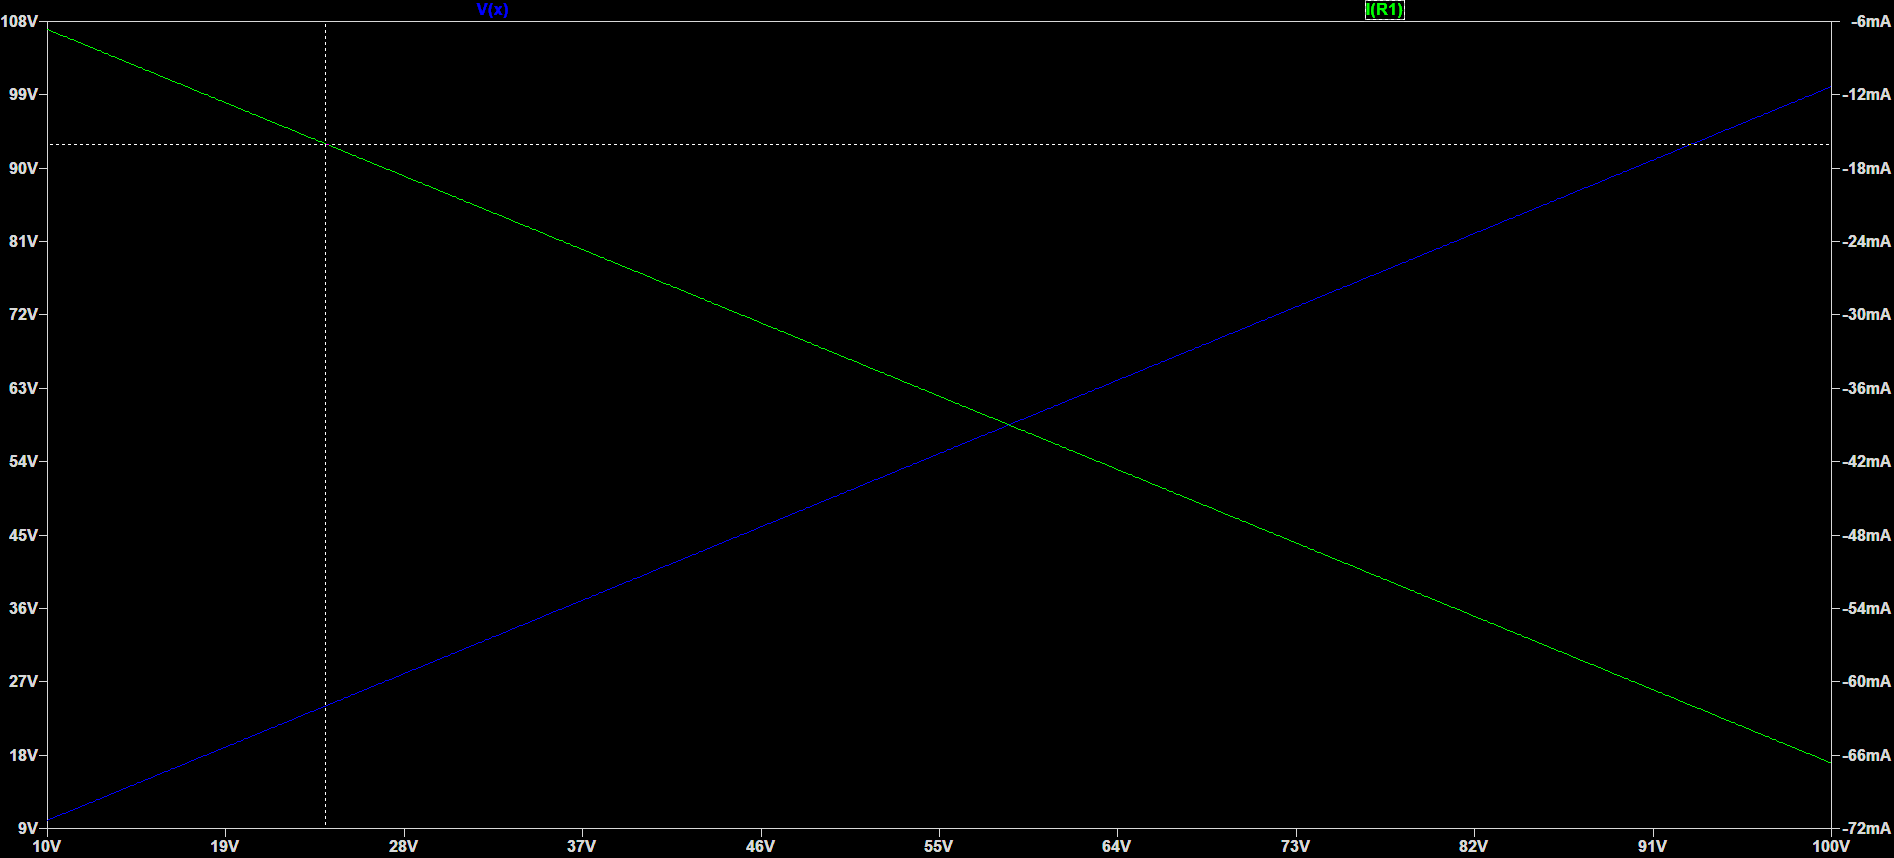 V(x) I(R1)
108V -6mA
99V -12mA
90V -18mA
81V -24mA
72V -30mA
63V -36mA
54V -42mA
45V -48mA
36V -54mA
27V -60mA
18V -66mA
9V -72mA
10V 19V 28V 37V 46V 55V 64V 73V 82V 91V 100V